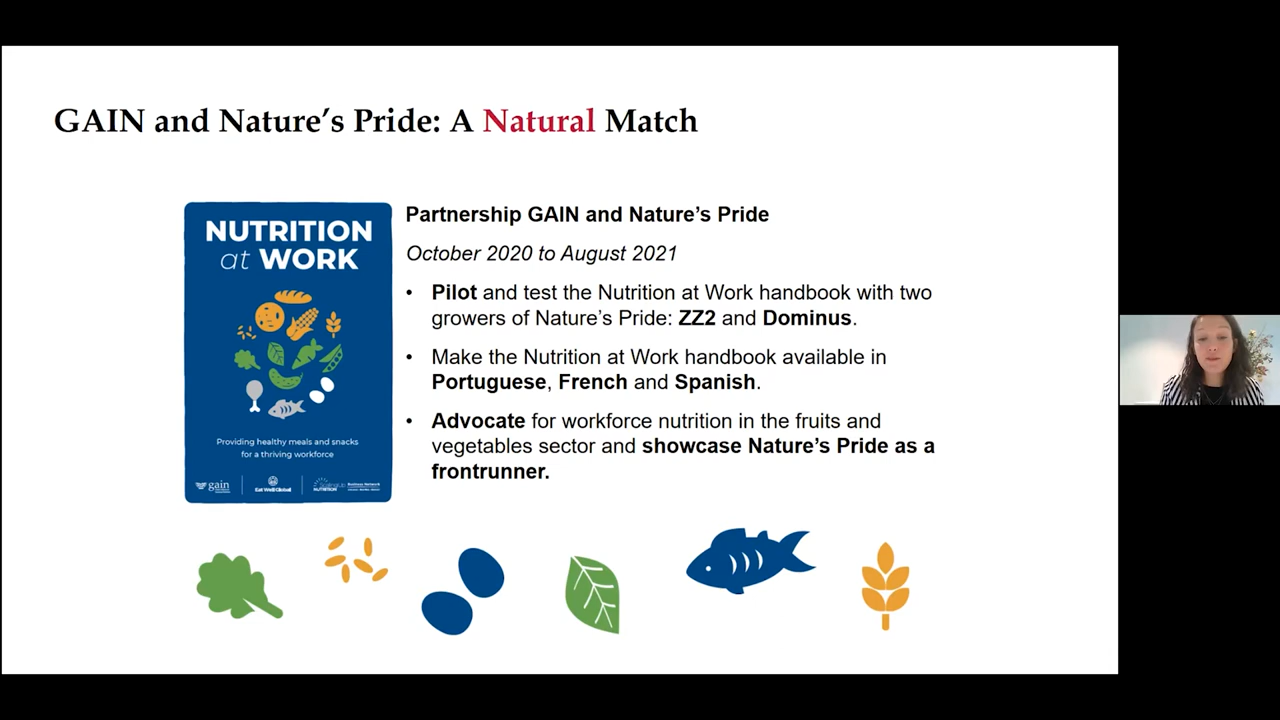 GAIN and Nature's Pride: A Natural Match
NUTRITION
at WORK
Providing healthy meals and snacks
for a thriving workforce
gain
Eat Well Global
NUTRITION
Partnership GAIN and Nature's Pride
October 2020 to August 2021
• Pilot and test the Nutrition at Work handbook with two
growers of Nature's Pride: ZZ2 and Dominus.
• Make the Nutrition at Work handbook available in
Portuguese, French and Spanish.
• Advocate for workforce nutrition in the fruits and
vegetables sector and showcase Nature's Pride as a
frontrunner.